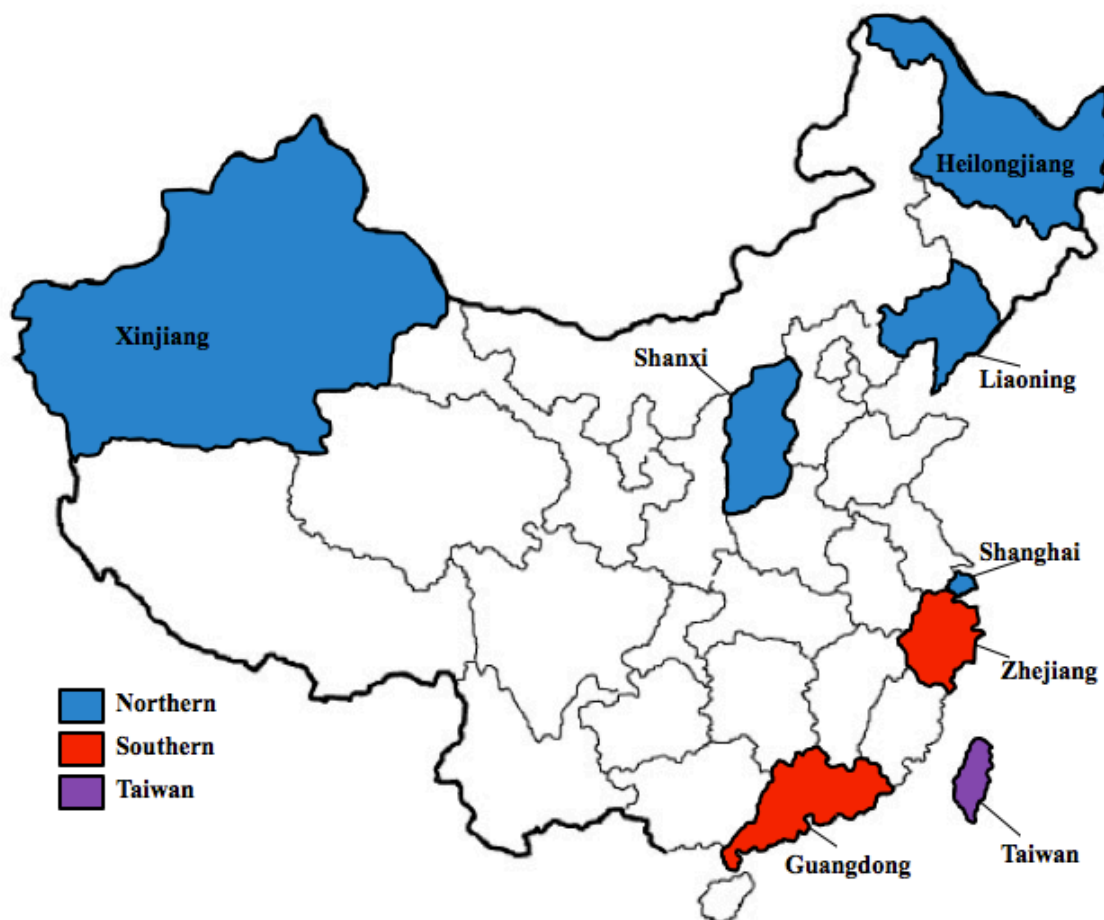 Heilongjiang
Xinjiang
Shanxi
Liaoning
Shanghai
Zhejiang
Northern
Southern
Taiwan
Guangdong
Taiwan